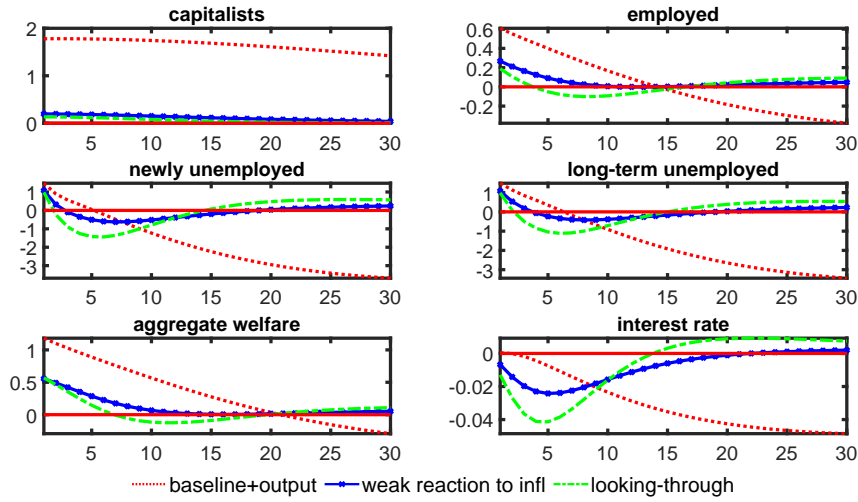 capitalists
employed
2
1
0
5 10 15 20 25 30
0.6
0.4
0.2
0
-0.2
5 10 15 20 25 30
newly unemployed
long-term unemployed
1
0
-1
-2
-3
5 10 15 20 25 30
1
0
-1
-2
-3
5 10 15 20 25 30
aggregate welfare
interest rate
1
0.5
0
5 10 15 20 25 30
0
-0.02
-0.04
5 10 15 20 25 30
baseline+output weak reaction to infl looking-through